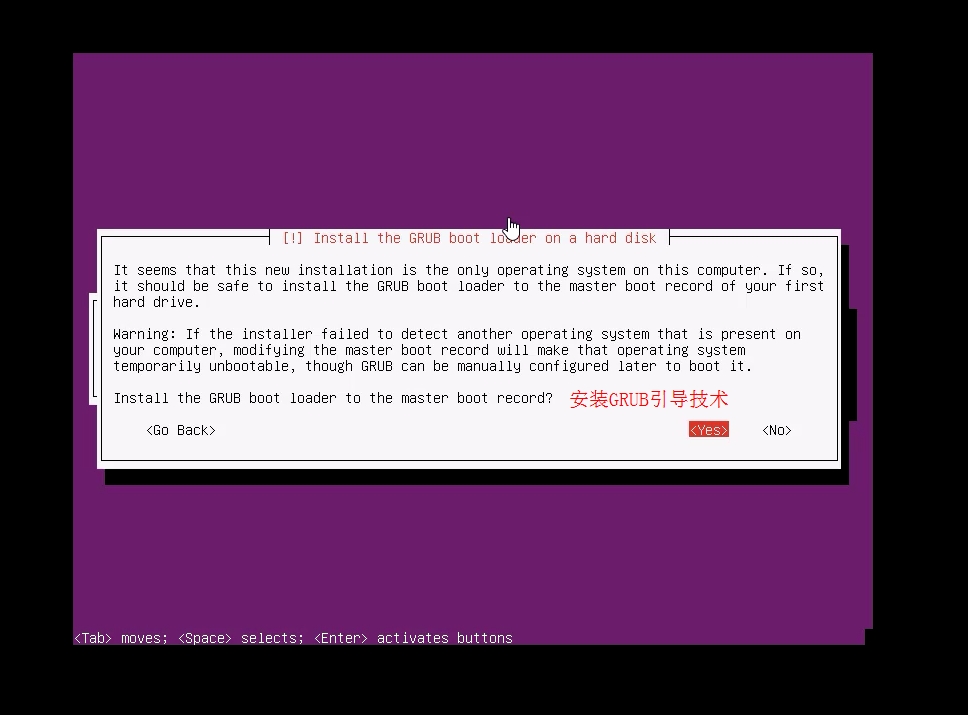 [!] Install the GRUB boot loader on a hard disk
It seems that this new installation is the only operating system on this computer. If so,
it should be safe to install the GRUB boot loader to the master boot record of your first
hard drive.
Warning: If the installer failed to detect another operating system that is present on
your computer, modifying the master boot record will make that operating system
temporarily unbootable, though GRUB can be manually configured later to boot it.
Install the GRUB boot loader to the master boot record? 安装GRUB引导技术
<Go Back> <Yes> <No>
<Tab> moves; <Space> selects; <Enter> activates buttons